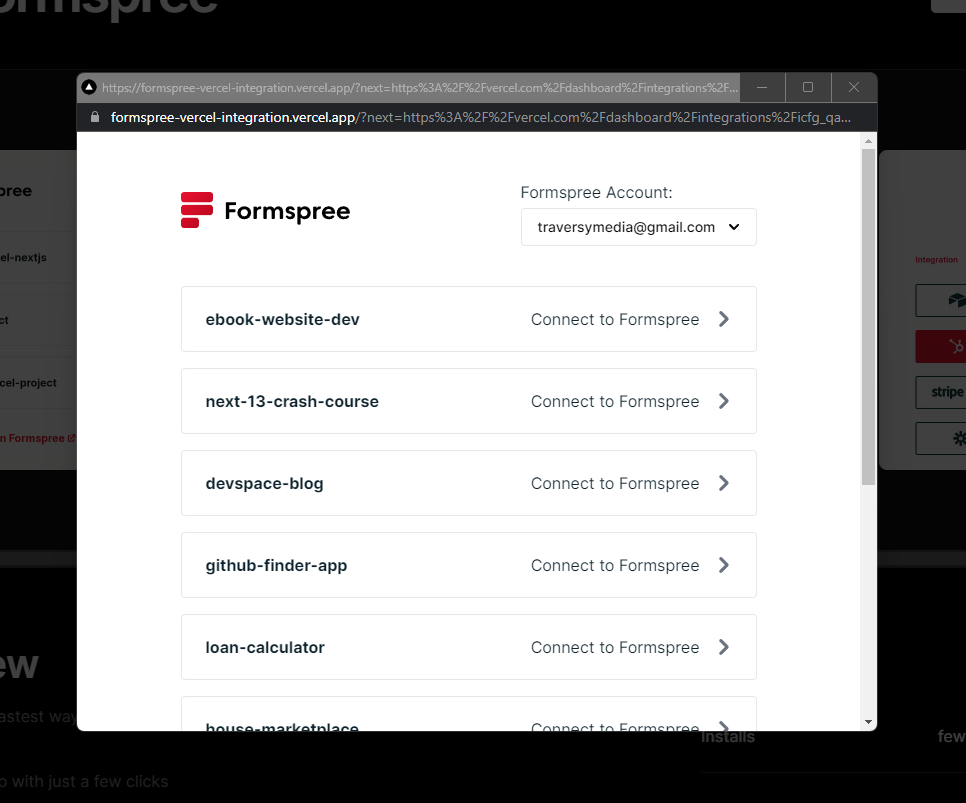 ormspree
https://formspree-vercel-integration.vercel.app/?next=https%3A%2F%2Fvercel.com%2Fdashboard%2Fintegrations%2F...
formspree-vercel-integration.vercel.app/?next=https%3A%2F%2Fvercel.com%2Fdashboard%2Fintegrations%2Ficfg_qa...
Formspree
Formspree Account:
traversymedia@gmail.com
ebook-website-dev Connect to Formspree
next-13-crash-course Connect to Formspree
devspace-blog Connect to Formspree
github-finder-app Connect to Formspree
loan-calculator Connect to Formspree
house-marketplace Connect to Formspree
pree
el-nextjs
ct
cel-project
n Formspree
Integration
stripe
ew
astest way
o with just a few clicks
Installs
few